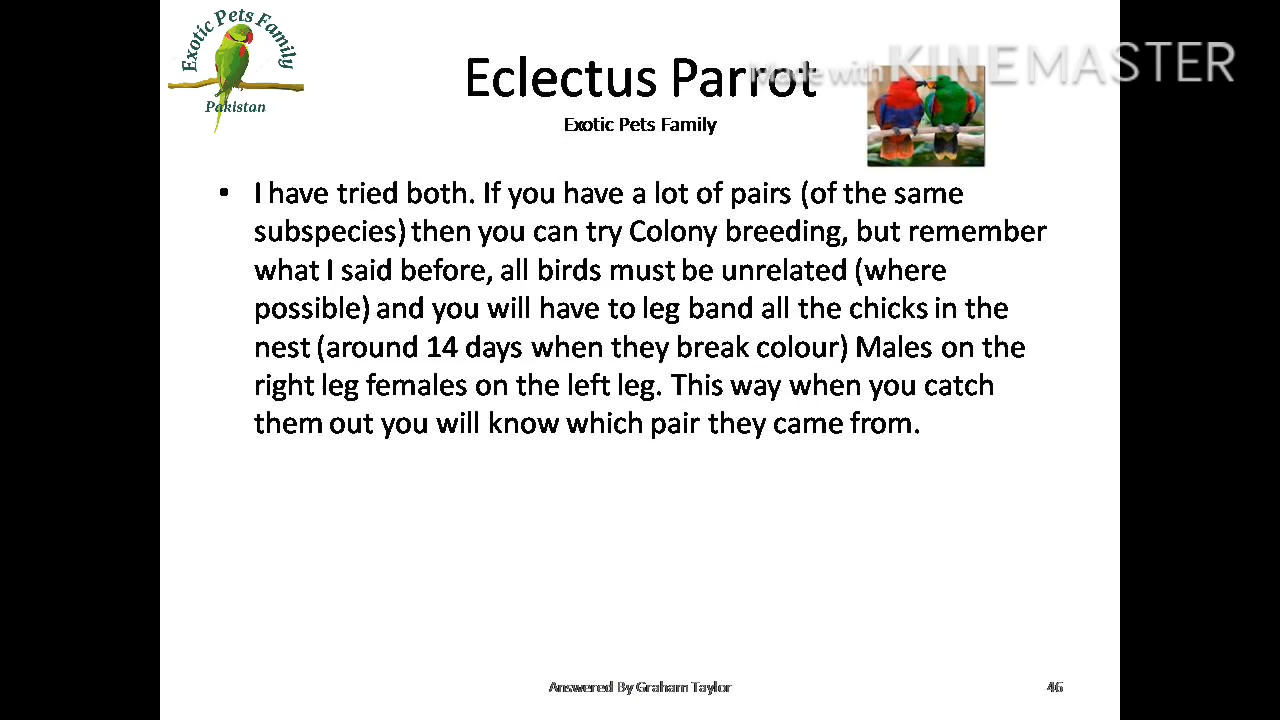 Exotic Pets Family
Pakistan
Eclectus Parrot
Made with KINEMASTER
Exotic Pets Family
• I have tried both. If you have a lot of pairs (of the same
subspecies) then you can try Colony breeding, but remember
what I said before, all birds must be unrelated (where
possible) and you will have to leg band all the chicks in the
nest (around 14 days when they break colour) Males on the
right leg females on the left leg. This way when you catch
them out you will know which pair they came from.
Answered By Graham Taylor
46